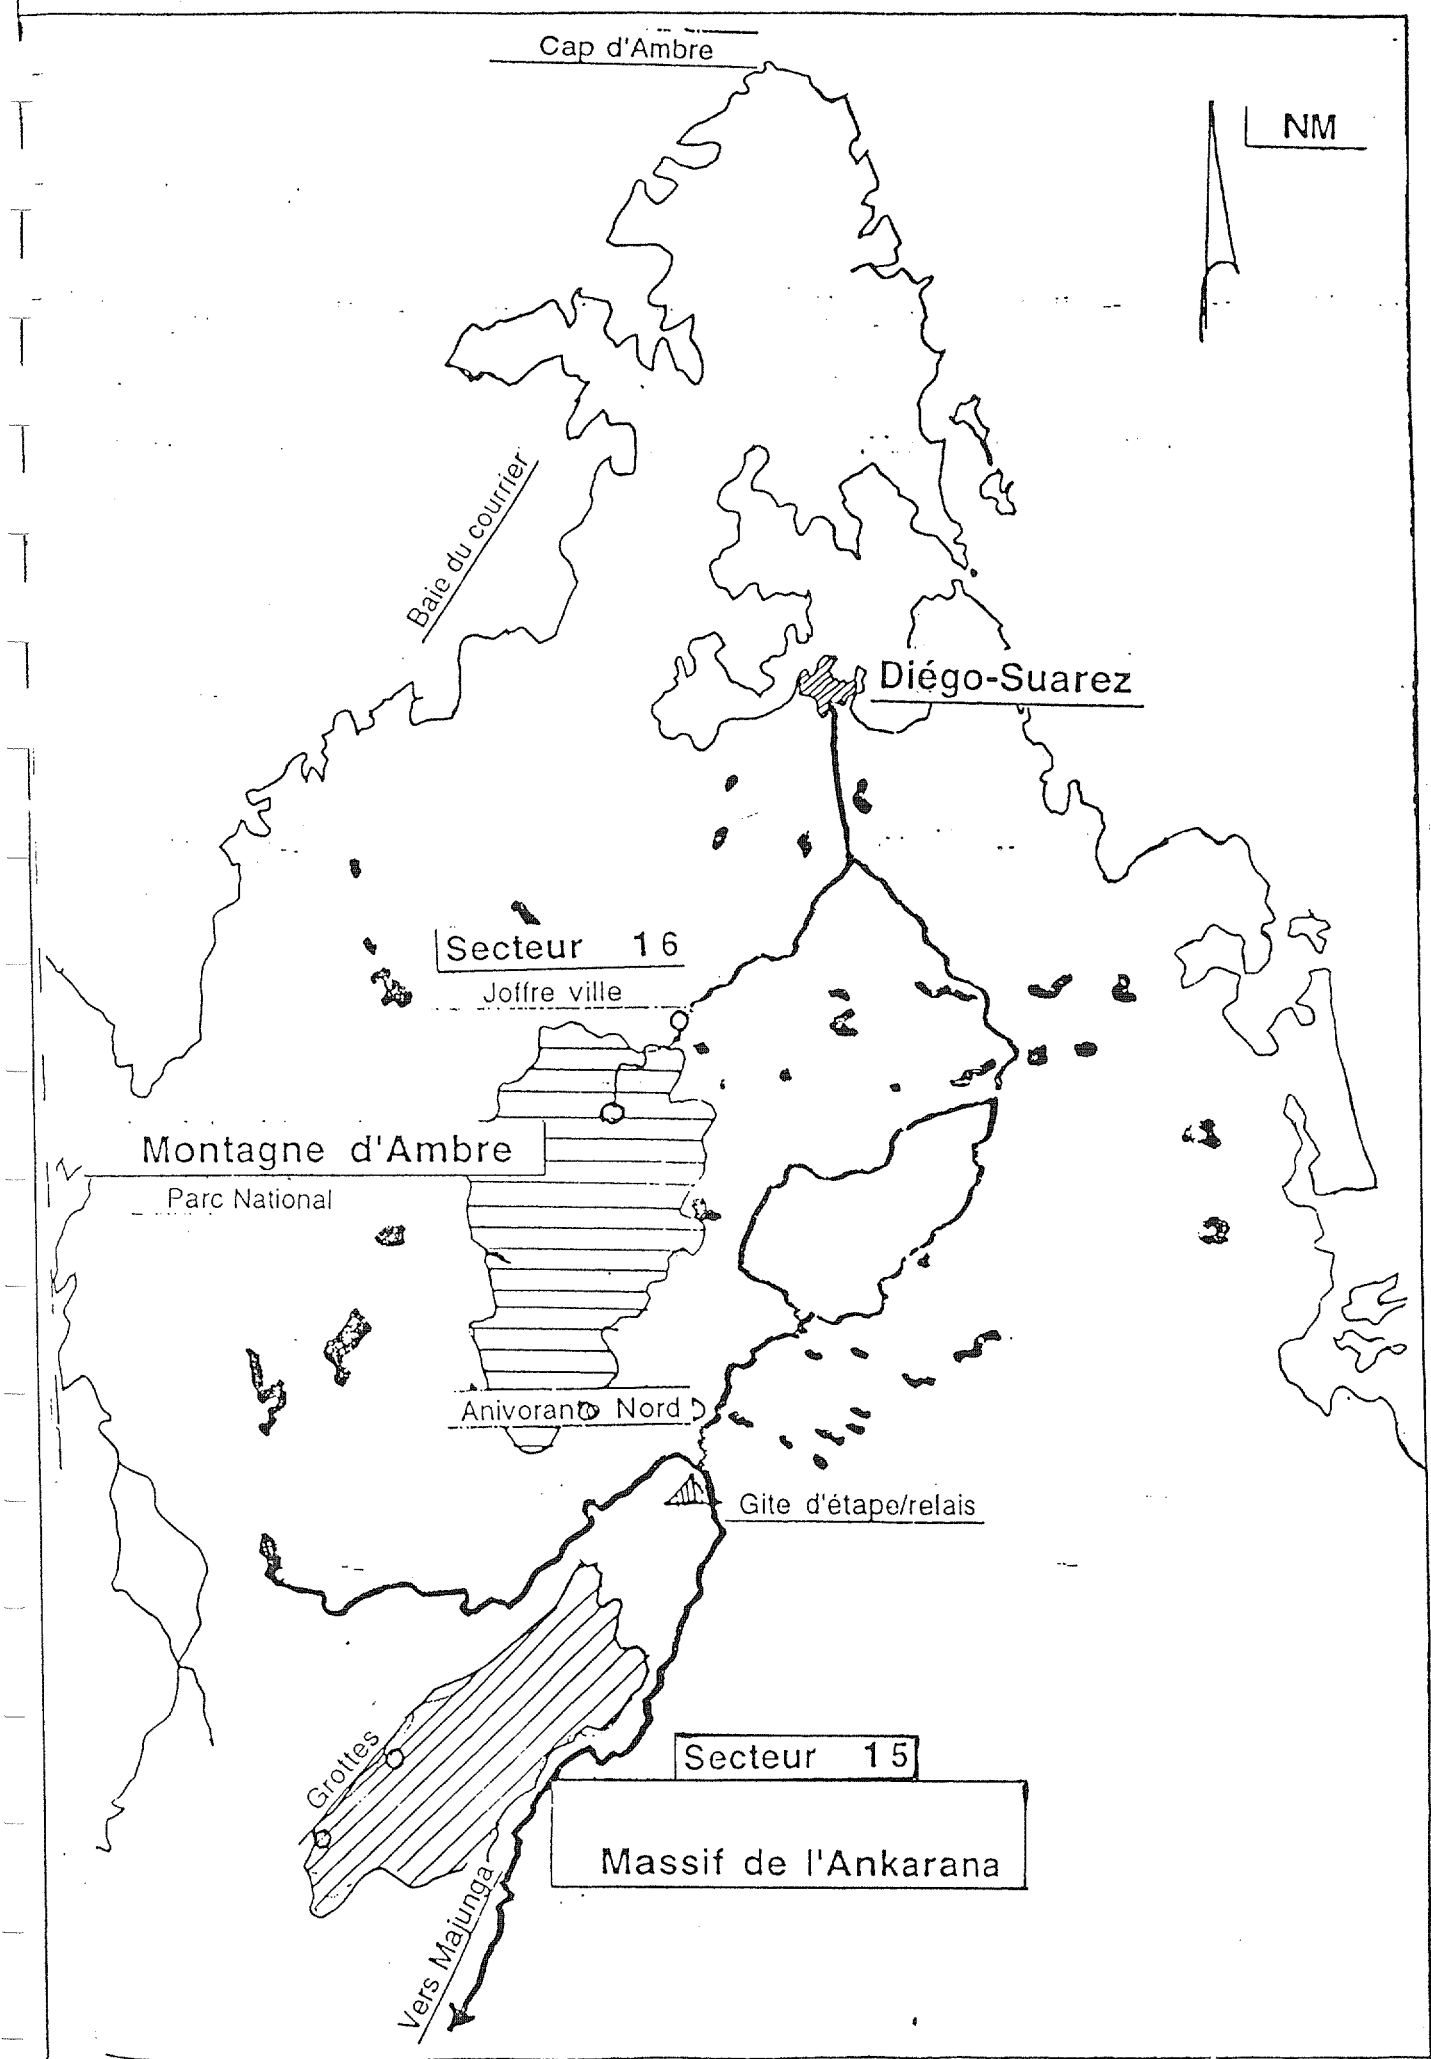 Cap d'Ambre
NM
Baie du courrier
Diégo-Suarez
Secteur 16
Joffre ville
Montagne d'Ambre
Parc National
Anivorano Nord
Gite d'étape/relais
Grottes
Secteur 15
Massif de l'Ankarana
Vers Majunga